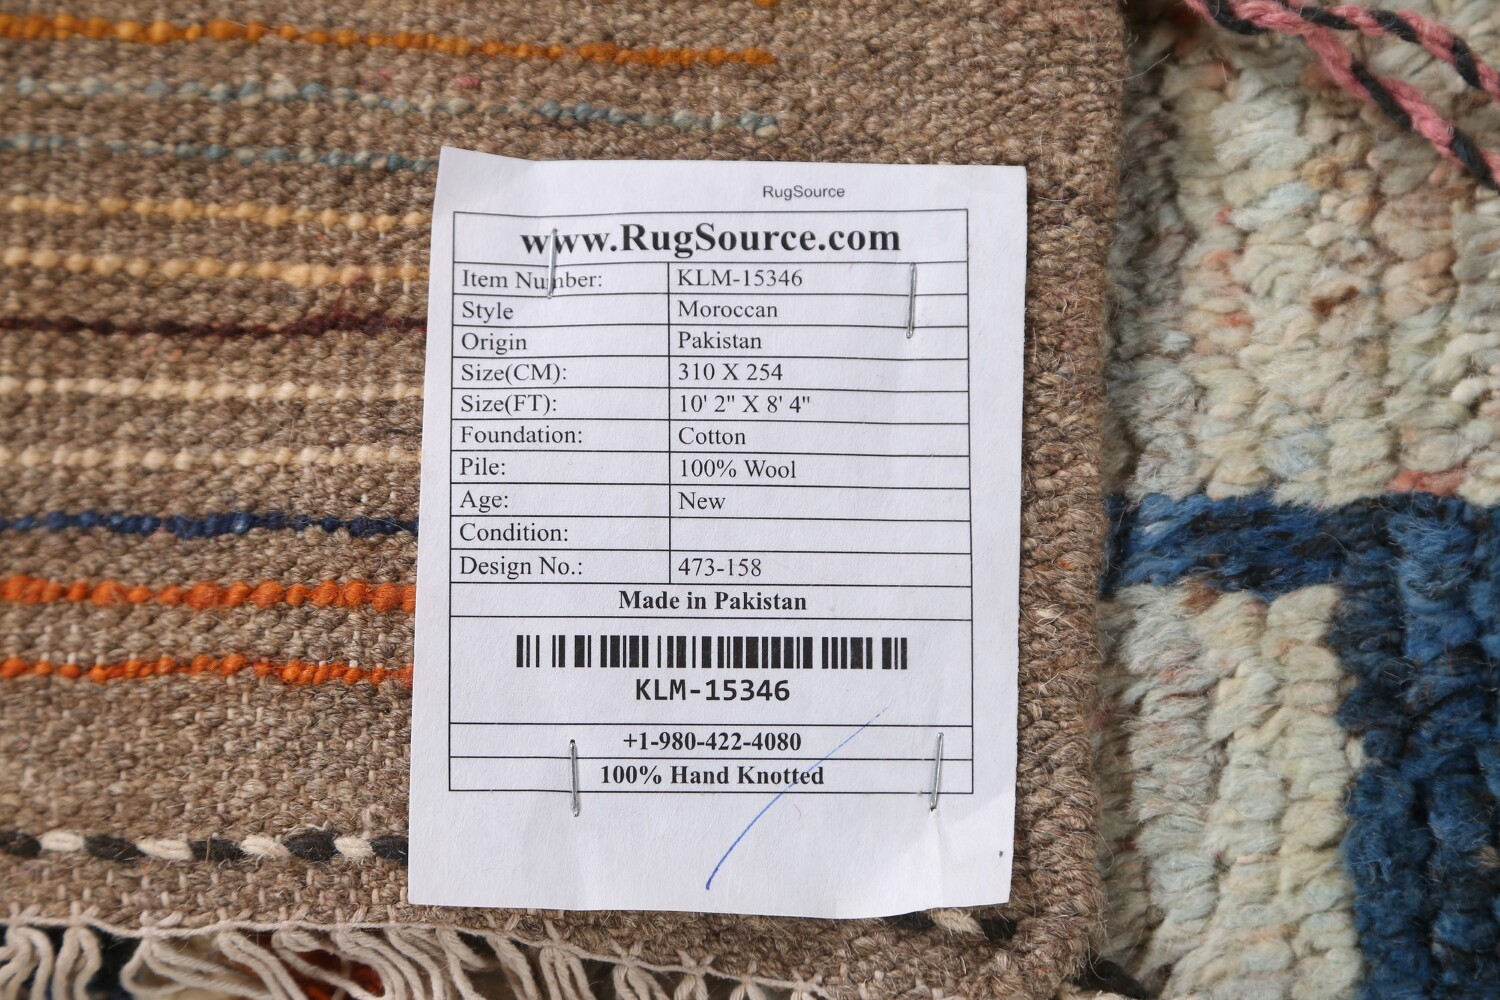 RugSource
www.RugSource.com
Item Number: KLM-15346
Style Moroccan
Origin Pakistan
Size(CM): 310 X 254
Size(FT): 10' 2" X 8' 4"
Foundation: Cotton
Pile: 100% Wool
Age: New
Condition:
Design No.: 473-158
Made in Pakistan
KLM-15346
+1-980-422-4080
100% Hand Knotted